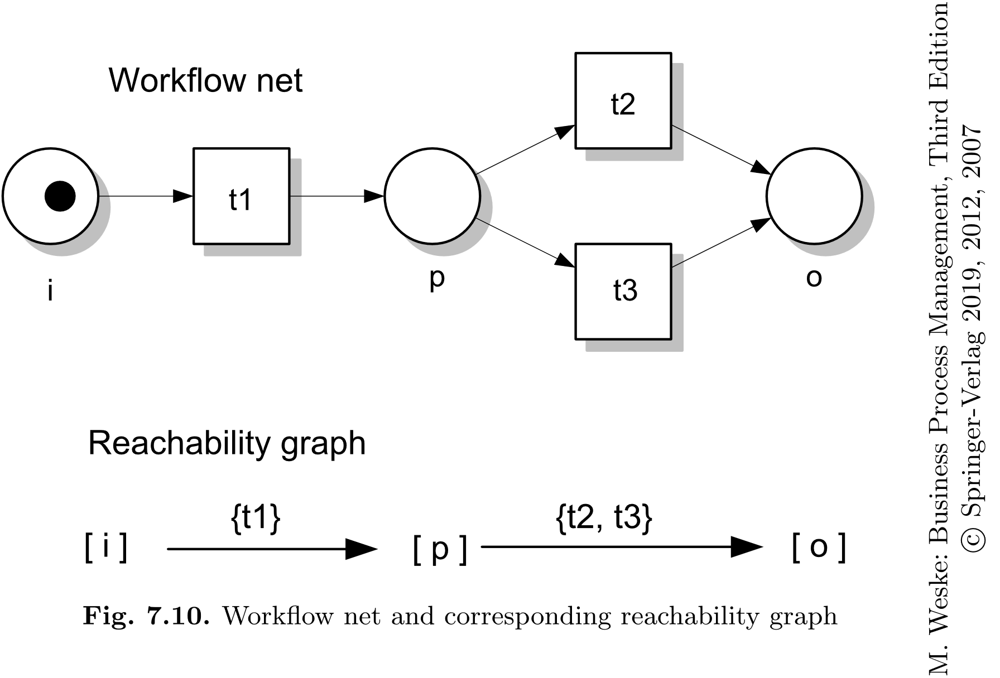 Workflow net
t2
t1
t3
i
p
o
Reachability graph
{t1}
{t2, t3}
[ i ]
[ p ]
[ o ]
Fig. 7.10. Workflow net and corresponding reachability graph
M. Weske: Business Process Management, Third Edition
© Springer-Verlag 2019, 2012, 2007